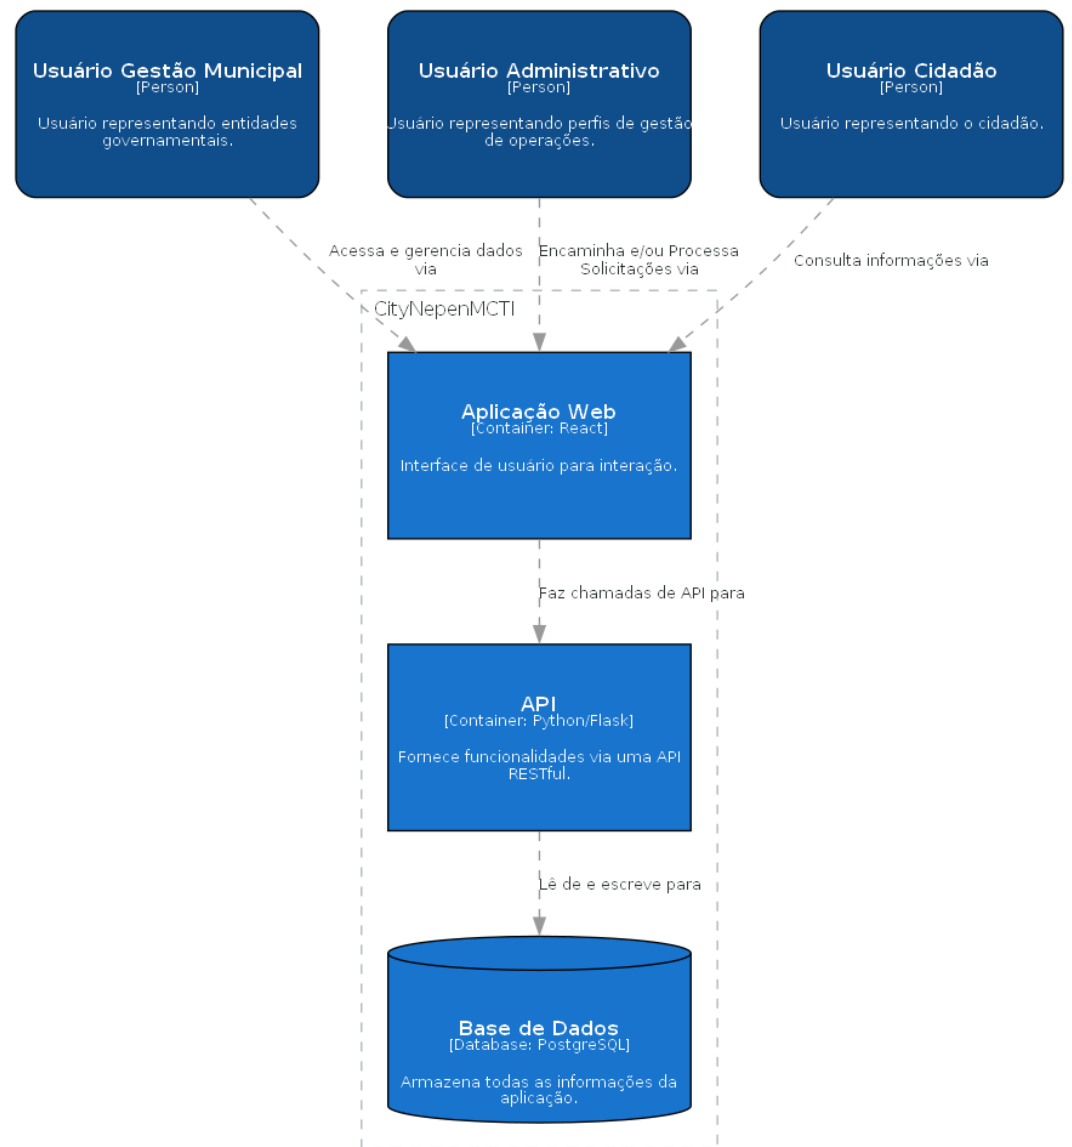 Usuário Gestão Municipal
[Person]
Usuário representando entidades
governamentais.
Usuário Administrativo
[Person]
Usuário representando perfis de gestão
de operações.
Usuário Cidadão
[Person]
Usuário representando o cidadão.
Acessa e gerencia dados
via
Encaminha e/ou Processa
Solicitações via
Consulta informações via
CityNepenMCTI
Aplicação Web
[Container: React]
Interface de usuário para interação.
Faz chamadas de API para
API
[Container: Python/Flask]
Fornece funcionalidades via uma API
RESTful.
Lê de e escreve para
Base de Dados
[Database: PostgreSQL]
Armazena todas as informações da
aplicação.